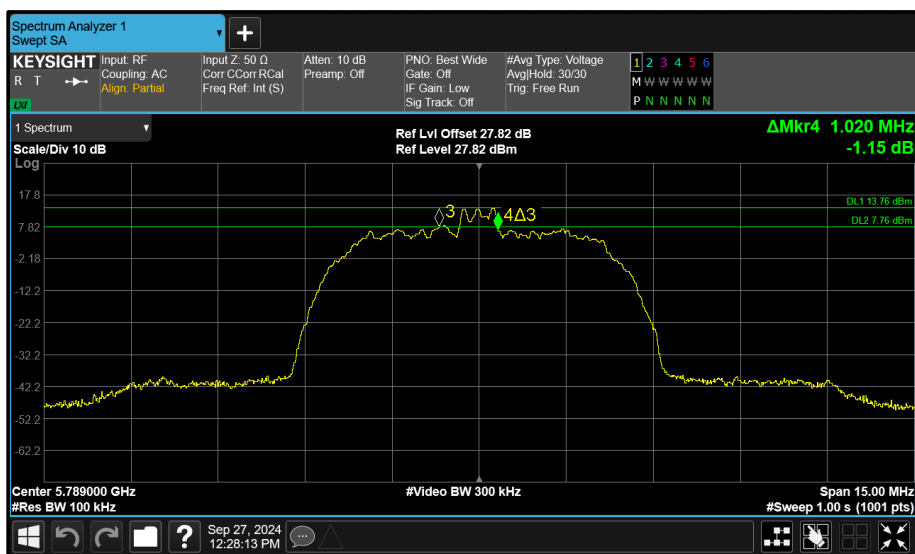 Spectrum Analyzer 1
Swept SA
KEYSIGHT
R T
LXI
Input: RF
Coupling: AC
Align: Partial
Input Z: 50 Ω
Corr CCorr RCal
Freq Ref: Int (S)
Atten: 10 dB
Preamp: Off
PNO: Best Wide
Gate: Off
IF Gain: Low
Sig Track: Off
#Avg Type: Voltage
Avg|Hold: 30/30
Trig: Free Run
1 2 3 4 5 6
M W W W W W
P N N N N N
1 Spectrum
Scale/Div 10 dB
Ref Lvl Offset 27.82 dB
Ref Level 27.82 dBm
ΔMkr4 1.020 MHz
-1.15 dB
Log
17.8
7.82
-2.18
-12.2
-22.2
-32.2
-42.2
-52.2
-62.2
3
4Δ3
DL1 13.76 dBm
DL2 7.76 dBm
Center 5.789000 GHz
#Res BW 100 kHz
#Video BW 300 kHz
Span 15.00 MHz
#Sweep 1.00 s (1001 pts)
?
Sep 27, 2024
12:28:13 PM